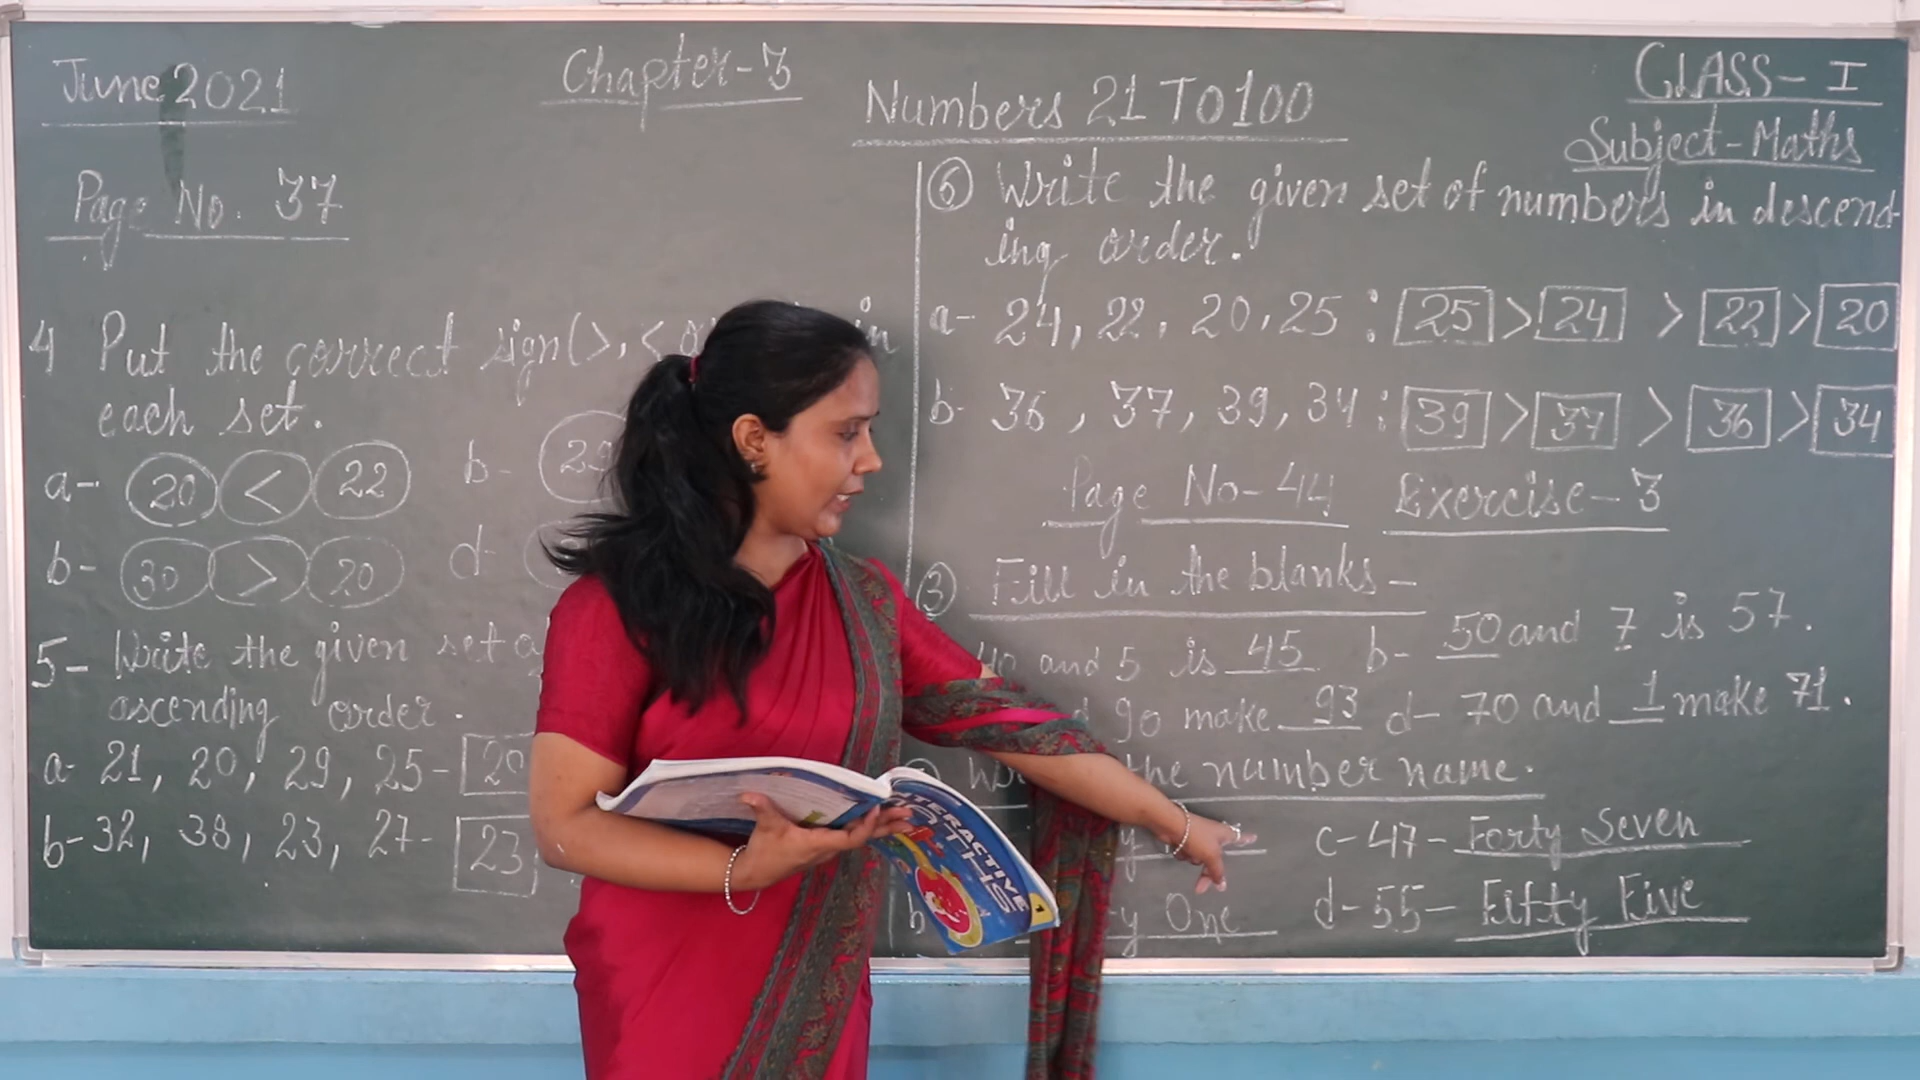 June 2021
Chapter-3
Numbers 21 TO 100
CLASS- I
Subject-Maths
Page No. 37
4 Put the correct sign(>, < in
each set.
a- 20 < 22 b-
b- 30 > 20 d-
5- Write the given set
ascending order.
a- 21, 20, 29, 25- 20
b- 32, 38, 23, 27- 23
6 Write the given set of numbers in descend-
ing order.
a- 24, 22, 20, 25 : 25 > 24 > 22 > 20
b- 36, 37, 39, 34 : 39 > 37 > 36 > 34
Page No- 44 Exercise- 3
3 Fill in the blanks-
40 and 5 is 45 b- 50 and 7 is 57.
90 make 93 d- 70 and 1 make 71.
the number name.
c- 47- Forty Seven
b One d- 55- Fifty Five
INTERACTIVE
MATHS
1